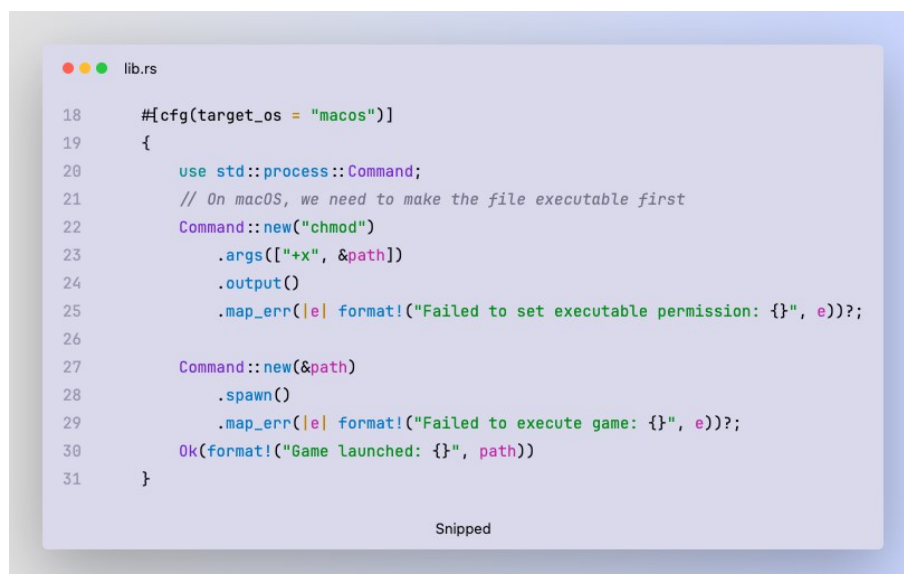 lib.rs
18 #[cfg(target_os = "macos")]
19 {
20 use std::process::Command;
21 // On macOS, we need to make the file executable first
22 Command::new("chmod")
23 .args(["+x", &path])
24 .output()
25 .map_err(|e| format!("Failed to set executable permission: {}", e))?;
26
27 Command::new(&path)
28 .spawn()
29 .map_err(|e| format!("Failed to execute game: {}", e))?;
30 Ok(format!("Game launched: {}", path))
31 }
Snipped